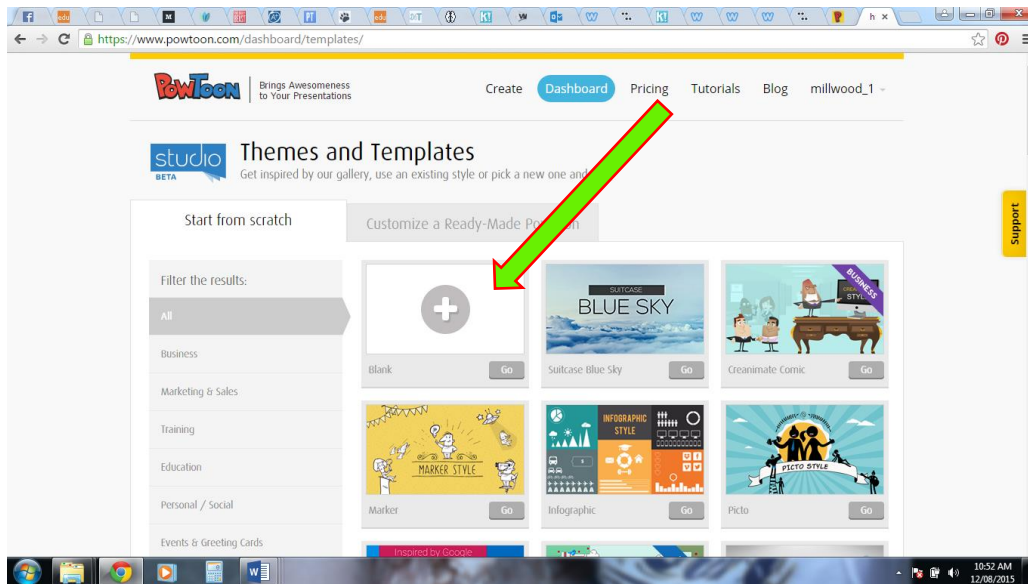 h
https://www.powtoon.com/dashboard/templates/
PowToon
Brings Awesomeness
to Your Presentations
Create
Dashboard
Pricing
Tutorials
Blog
millwood_1
studio
BETA
Themes and Templates
Get inspired by our gallery, use an existing style or pick a new one and
Start from scratch
Customize a Ready-Made
Support
Filter the results:
All
Business
Marketing & Sales
Training
Education
Personal / Social
Events & Greeting Cards
Blank
Go
SUITCASE
BLUE SKY
Suitcase Blue Sky
Go
BUSINESS
Creanimate Comic
Go
MARKER STYLE
Marker
Go
INFOGRAPHIC
STYLE
Infographic
Go
PICTO STYLE
Picto
Go
Inspired by Google
10:52 AM
12/08/2015